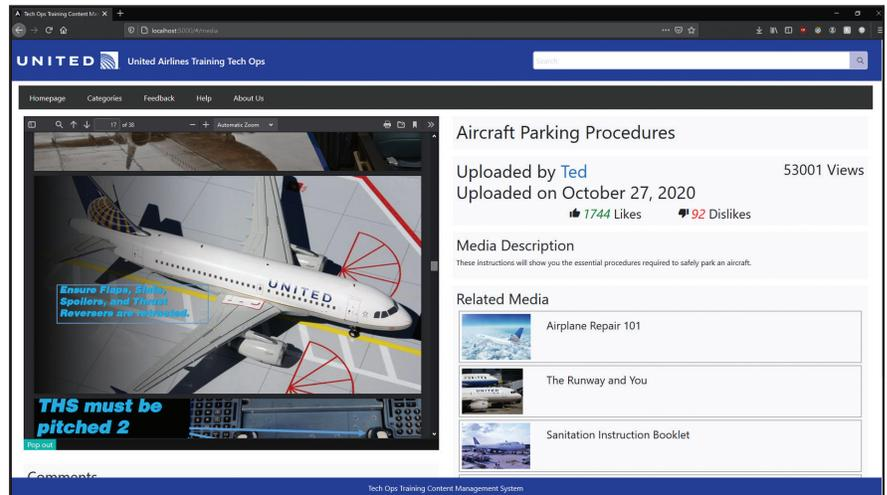 Tech Ops Training Content Ma
localhost:5000/#/media
UNITED United Airlines Training Tech Ops
Search
Homepage Categories Feedback Help About Us
17 of 38 Automatic Zoom
UNITED
Ensure Flaps, Slats,
Spoilers, and Thrust
Reversers are retracted.
THS must be
pitched 2
Pop out
Comments
Aircraft Parking Procedures
Uploaded by Ted 53001 Views
Uploaded on October 27, 2020
1744 Likes 92 Dislikes
Media Description
These instructions will show you the essential procedures required to safely park an aircraft.
Related Media
Airplane Repair 101
The Runway and You
UNITED
Sanitation Instruction Booklet
Tech Ops Training Content Management System